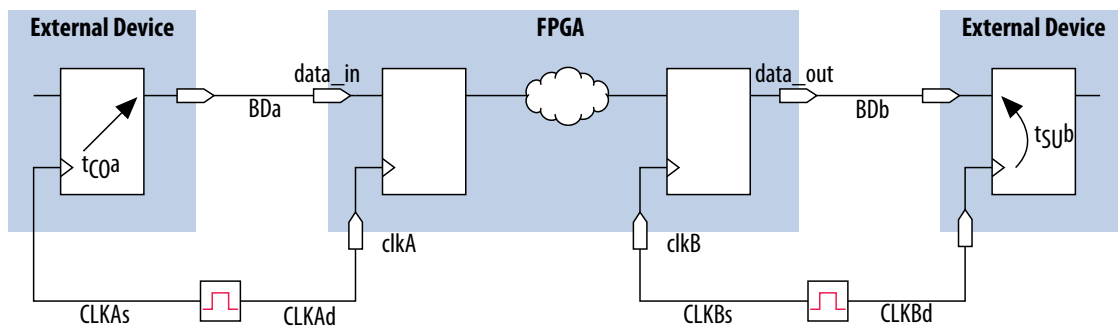 External Device
FPGA
External Device
data_in
data_out
BDa
BDb
tCOa
tSUb
clkA
clkB
CLKAs
CLKAd
CLKBs
CLKBd